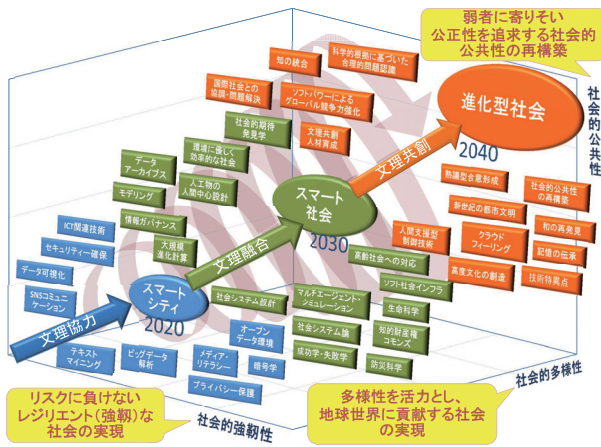 弱者に寄りそい
公正性を追求する社会的
公共性の再構築
社会的公共性
知の統合
科学的根拠に基づいた
合理的問題認識
国際社会との
協調・問題解決
ソフトパワーによる
グローバル競争力強化
進化型社会
2040
社会的期待
発見学
文理共創
人材育成
文理共創
環境に優しく
効率的な社会
データ
アーカイブス
人工物の
人間中心設計
モデリング
スマート
社会
2030
熟議型合意形成
社会的公共性
の再構築
新世紀の都市文明
和の再発見
情報ガバナンス
人間支援型
制御技術
クラウド
フィーリング
記憶の伝承
ICT関連技術
大規模
進化計算
文理融合
高齢社会への対応
高度文化の創造
技術特異点
セキュリティー確保
データ可視化
スマート
シティ
2020
ソフト社会インフラ
SNSコミュニ
ケーション
社会システム設計
マルチエージェント・
シミュレーション
生命科学
文理協力
オープン
データ環境
社会システム論
知的財産権
コモンズ
テキスト
マイニング
ビッグデータ
解析
メディア・
リテラシー
暗号学
成功学・失敗学
防災科学
プライバシー保護
社会的多様性
リスクに負けない
レジリエント（強靱）な
社会の実現
社会的強靭性
多様性を活力とし、
地球世界に貢献する社会
の実現